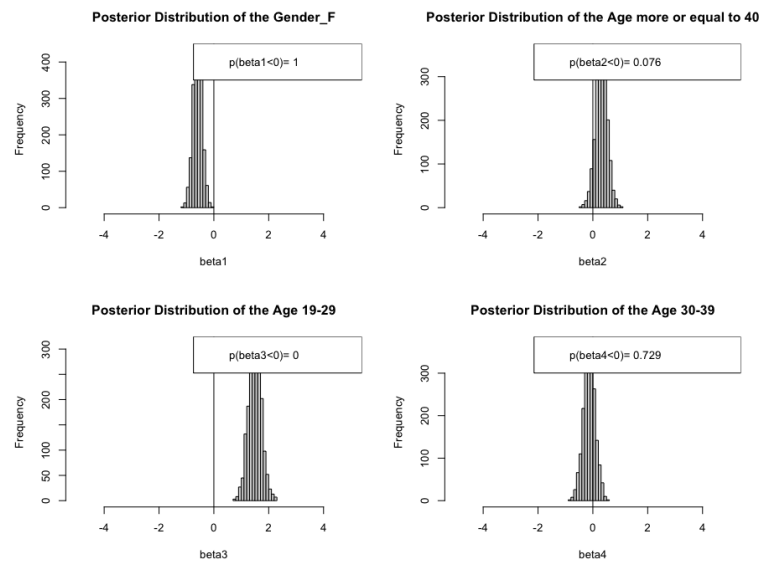 Posterior Distribution of the Gender_F
p(beta1<0)= 1
Frequency
400
300
200
100
0
-4 -2 0 2 4
beta1
Posterior Distribution of the Age more or equal to 40
p(beta2<0)= 0.076
Frequency
300
200
100
0
-4 -2 0 2 4
beta2
Posterior Distribution of the Age 19-29
p(beta3<0)= 0
Frequency
300
200
100
50
0
-4 -2 0 2 4
beta3
Posterior Distribution of the Age 30-39
p(beta4<0)= 0.729
Frequency
300
200
100
0
-4 -2 0 2 4
beta4